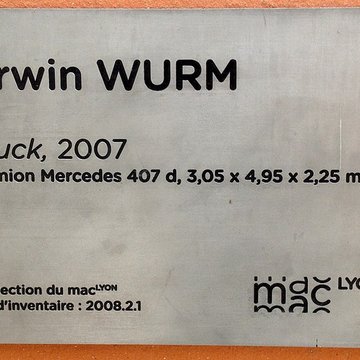 rwin WURM
uck, 2007
nion Mercedes 407 d, 3,05 x 4,95 x 2,25 m
ection du macLYON
d'inventaire : 2008.2.1
mac LYO